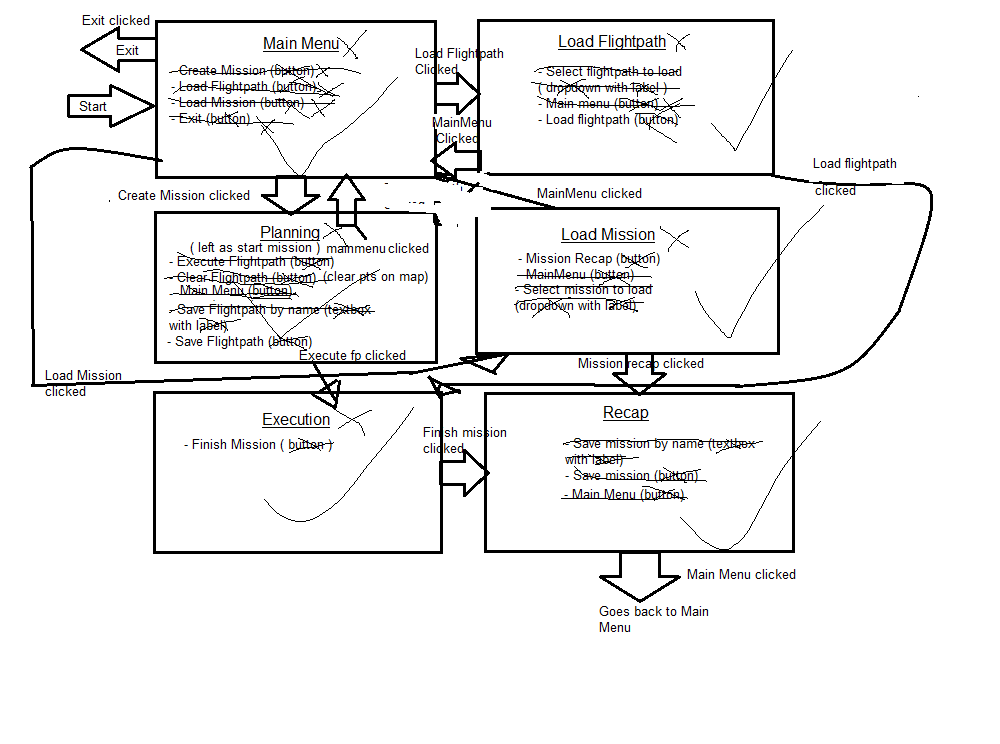 Exit clicked
Exit
Start
Main Menu
- Create Mission (button)
- Load Flightpath (button)
- Load Mission (button)
- Exit (button)
Load Flightpath
Clicked
MainMenu
Clicked
Load Flightpath
- Select flightpath to load
( dropdown with label )
- Main menu (button)
- Load flightpath (button)
Load flightpath
clicked
Create Mission clicked
mainmenu clicked
MainMenu clicked
Planning
( left as start mission )
- Execute Flightpath (button)
- Clear Flightpath (button) (clear pts on map)
- Main Menu (button)
- Save Flightpath by name (textbox
with label)
- Save Flightpath (button)
Load Mission
- Mission Recap (button)
- MainMenu (button)
- Select mission to load
(dropdown with label)
Execute fp clicked
Load Mission
clicked
Mission recap clicked
Execution
- Finish Mission ( button )
Finish mission
clicked
Recap
- Save mission by name (textbox
with label)
- Save mission (button)
- Main Menu (button)
Main Menu clicked
Goes back to Main
Menu